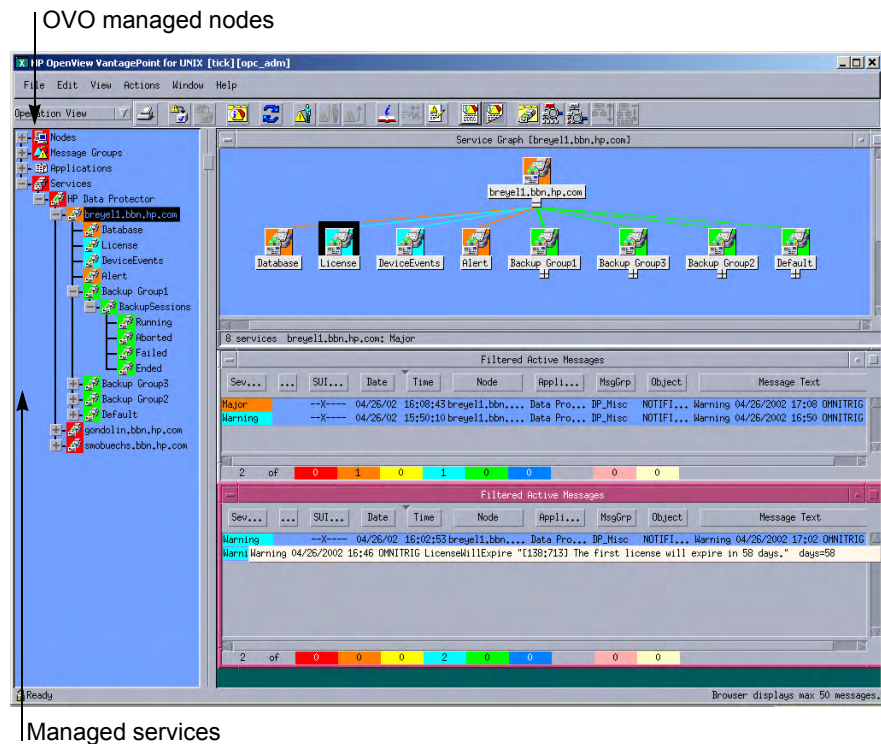 OVO managed nodes
HP OpenView VantagePoint for UNIX [tick] [opc_adm]
File Edit View Actions Window Help
Operation View
Nodes
Message Groups
Applications
Services
HP Data Protector
breyel1.bbn.hp.com
Database
License
DeviceEvents
Alert
Backup Group1
BackupSessions
Running
Aborted
Failed
Ended
Backup Group3
Backup Group2
Default
gondolin.bbn.hp.com
smobuechs.bbn.hp.com
Service Graph [breyel1.bbn.hp.com]
breyel1.bbn.hp.com
Database License DeviceEvents Alert Backup Group1 Backup Group3 Backup Group2 Default
8 services breyel1.bbn.hp.com: Major
Filtered Active Messages
Sev... ... SUI... Date Time Node Appli... MsgGrp Object Message Text
Major --X---- 04/26/02 16:08:43 breyel1.bbn.... Data Pro... DP_Misc NOTIFI... Warning 04/26/2002 17:08 OMNITRIG
Warning --X---- 04/26/02 15:50:10 breyel1.bbn.... Data Pro... DP_Misc NOTIFI... Warning 04/26/2002 16:50 OMNITRIG
2 of 0 1 0 1 0 0 0 0
Filtered Active Messages
Sev... ... SUI... Date Time Node Appli... MsgGrp Object Message Text
Warning --X---- 04/26/02 16:02:53 breyel1.bbn.... Data Pro... DP_Misc NOTIFI... Warning 04/26/2002 17:02 OMNITRIG
Warni Warning 04/26/2002 16:46 OMNITRIG LicenseWillExpire "[138:713] The first license will expire in 58 days." days=58
2 of 0 0 0 2 0 0 0 0
Ready
Browser displays max 50 messages.
Managed services